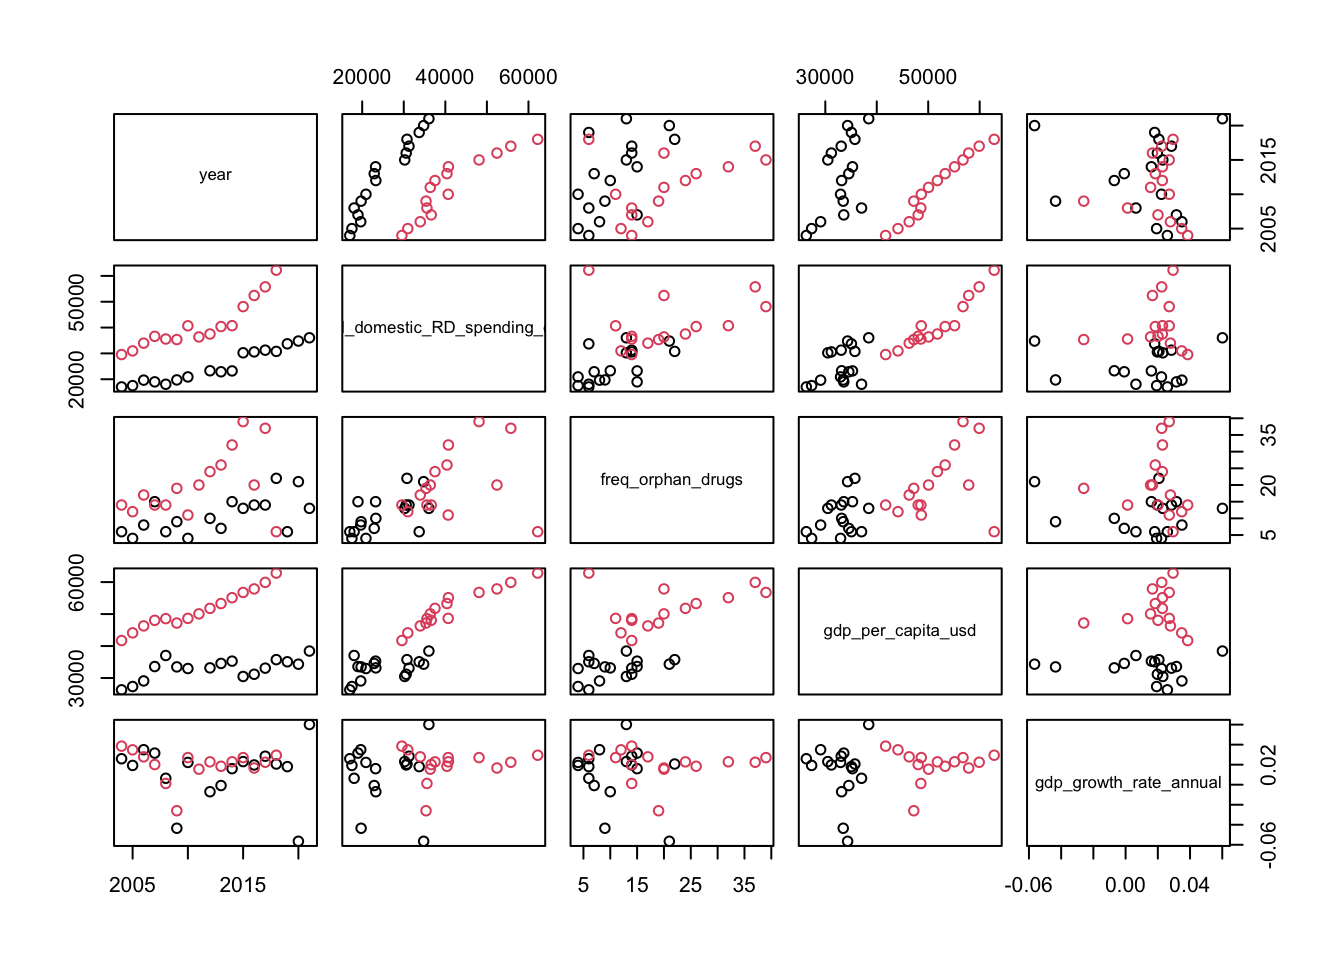 20000 40000 60000 30000 50000
year
2005 2015
20000 50000
_domestic_RD_spending_
freq_orphan_drugs
5 20 35
30000 60000
gdp_per_capita_usd
gdp_growth_rate_annual
-0.06 0.02
2005 2015 5 15 25 35 -0.06 0.00 0.04